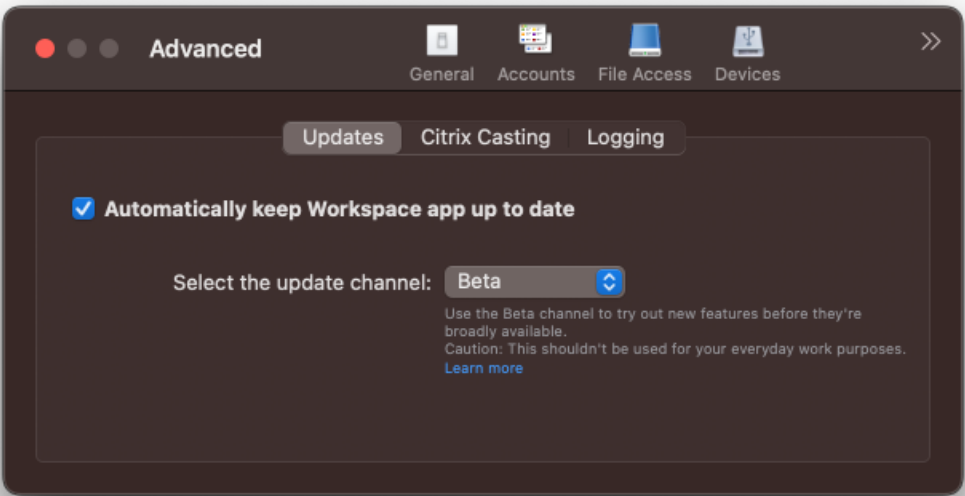 Advanced
General Accounts File Access Devices
Updates Citrix Casting Logging
Automatically keep Workspace app up to date
Select the update channel: Beta
Use the Beta channel to try out new features before they're
broadly available.
Caution: This shouldn't be used for your everyday work purposes.
Learn more